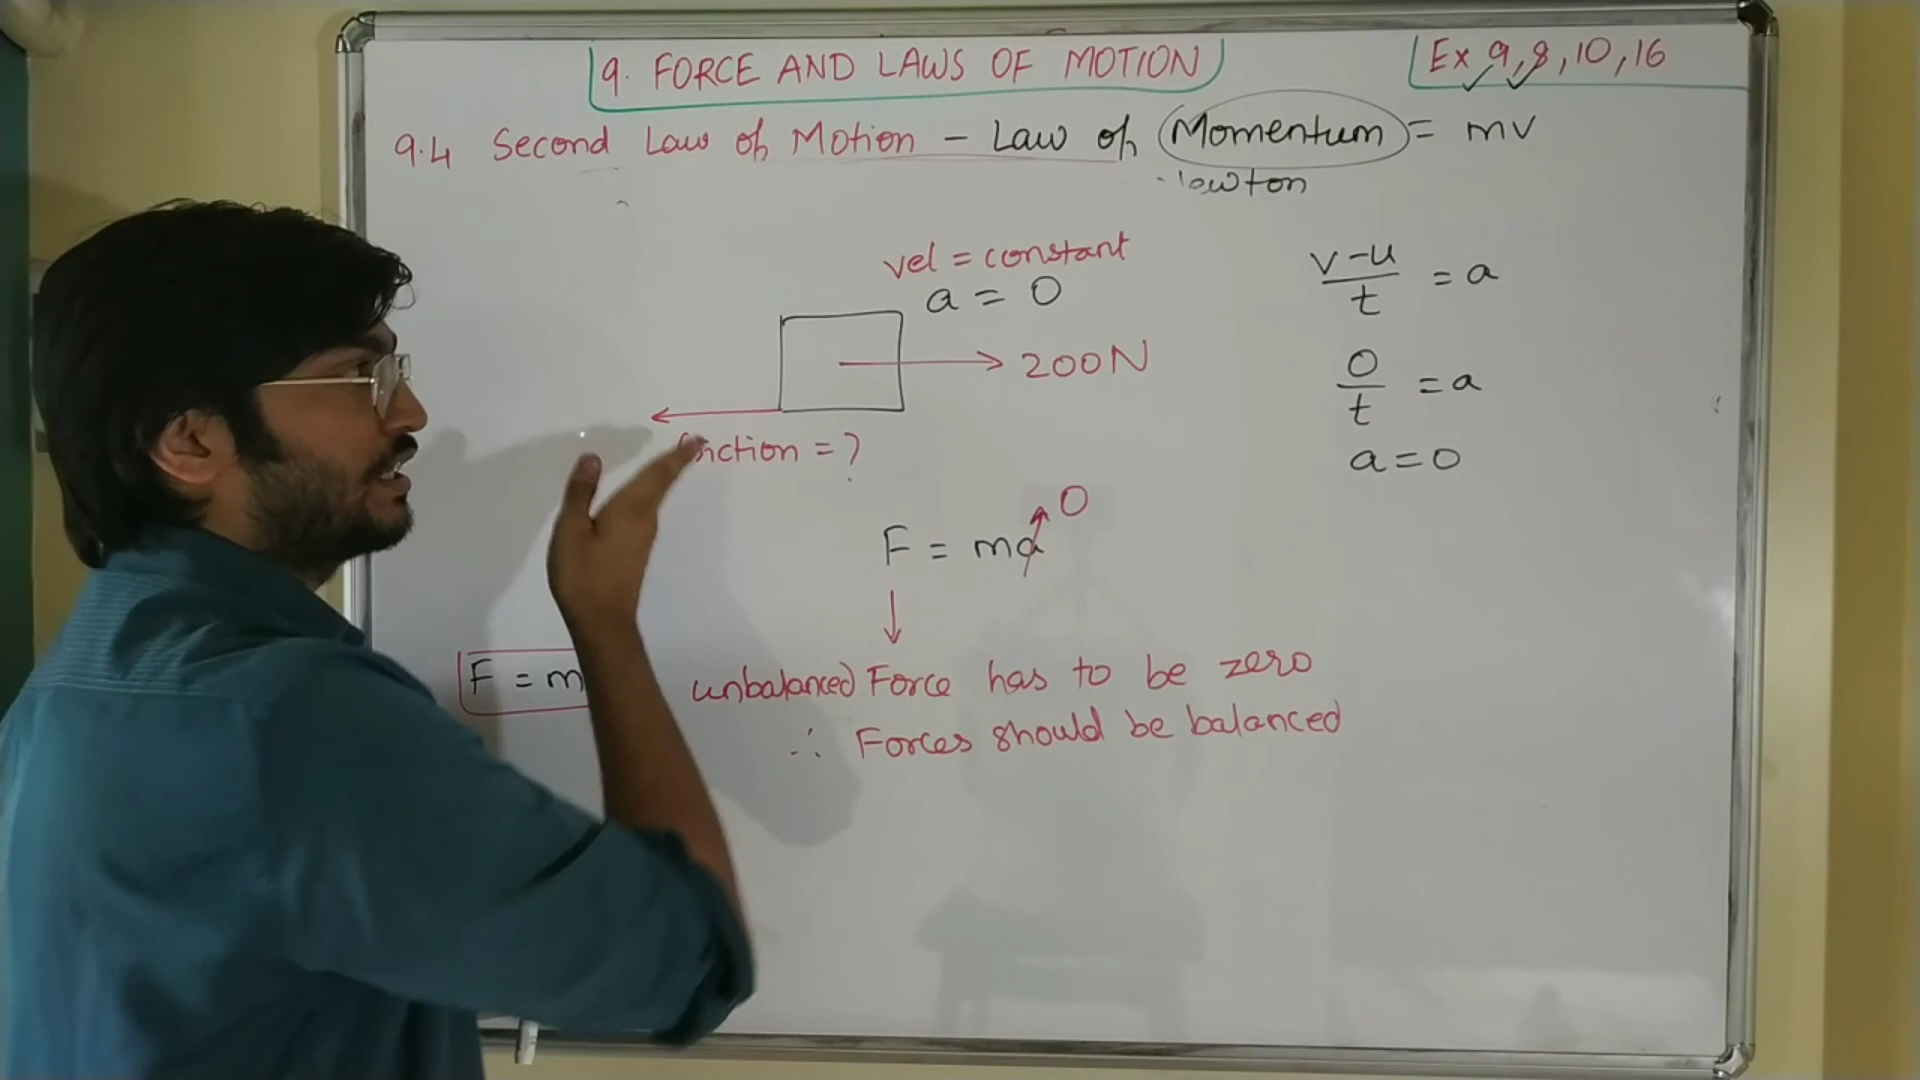 9. FORCE AND LAWS OF MOTION
Ex 9, 8, 10, 16
9.4 Second Law of Motion - Law of Momentum = mv
vel = constant
a = 0
200N
friction = ?
v-u/t = a
0/t = a
a = 0
F = ma 0
F = m
unbalanced Force has to be zero
∴ Forces should be balanced